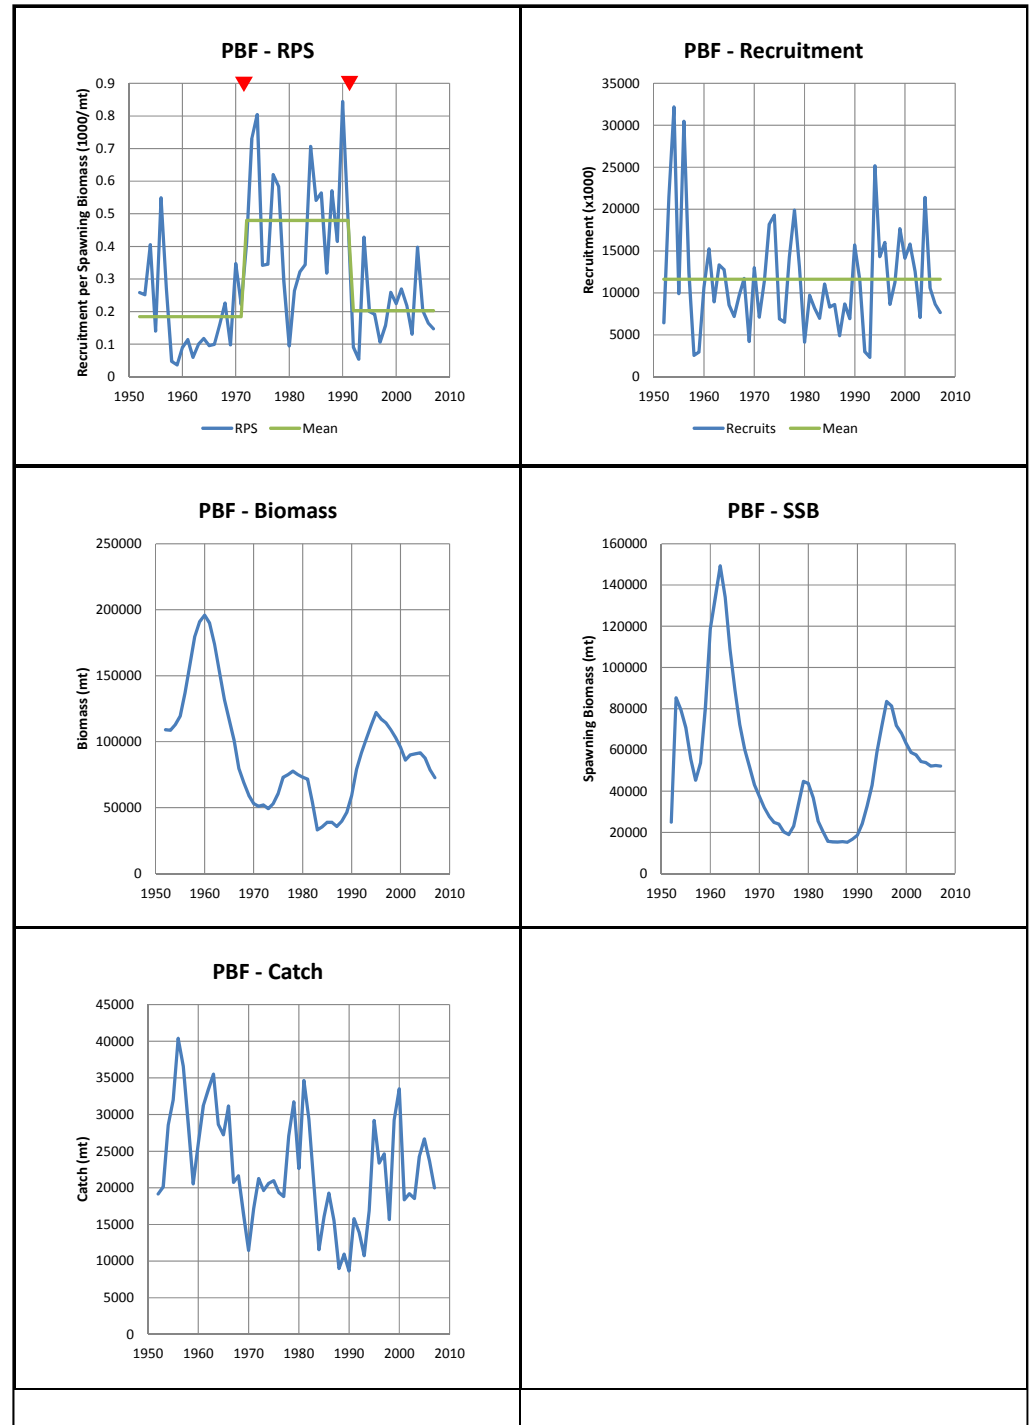 PBF - RPS
Recruitment per Spawning Biomass (1000/mt)
0.9
0.8
0.7
0.6
0.5
0.4
0.3
0.2
0.1
0
1950 1960 1970 1980 1990 2000 2010
RPS Mean
PBF - Recruitment
Recruitment (x1000)
35000
30000
25000
20000
15000
10000
5000
0
1950 1960 1970 1980 1990 2000 2010
Recruits Mean
PBF - Biomass
Biomass (mt)
250000
200000
150000
100000
50000
0
1950 1960 1970 1980 1990 2000 2010
PBF - SSB
Spawning Biomass (mt)
160000
140000
120000
100000
80000
60000
40000
20000
0
1950 1960 1970 1980 1990 2000 2010
PBF - Catch
Catch (mt)
45000
40000
35000
30000
25000
20000
15000
10000
5000
0
1950 1960 1970 1980 1990 2000 2010